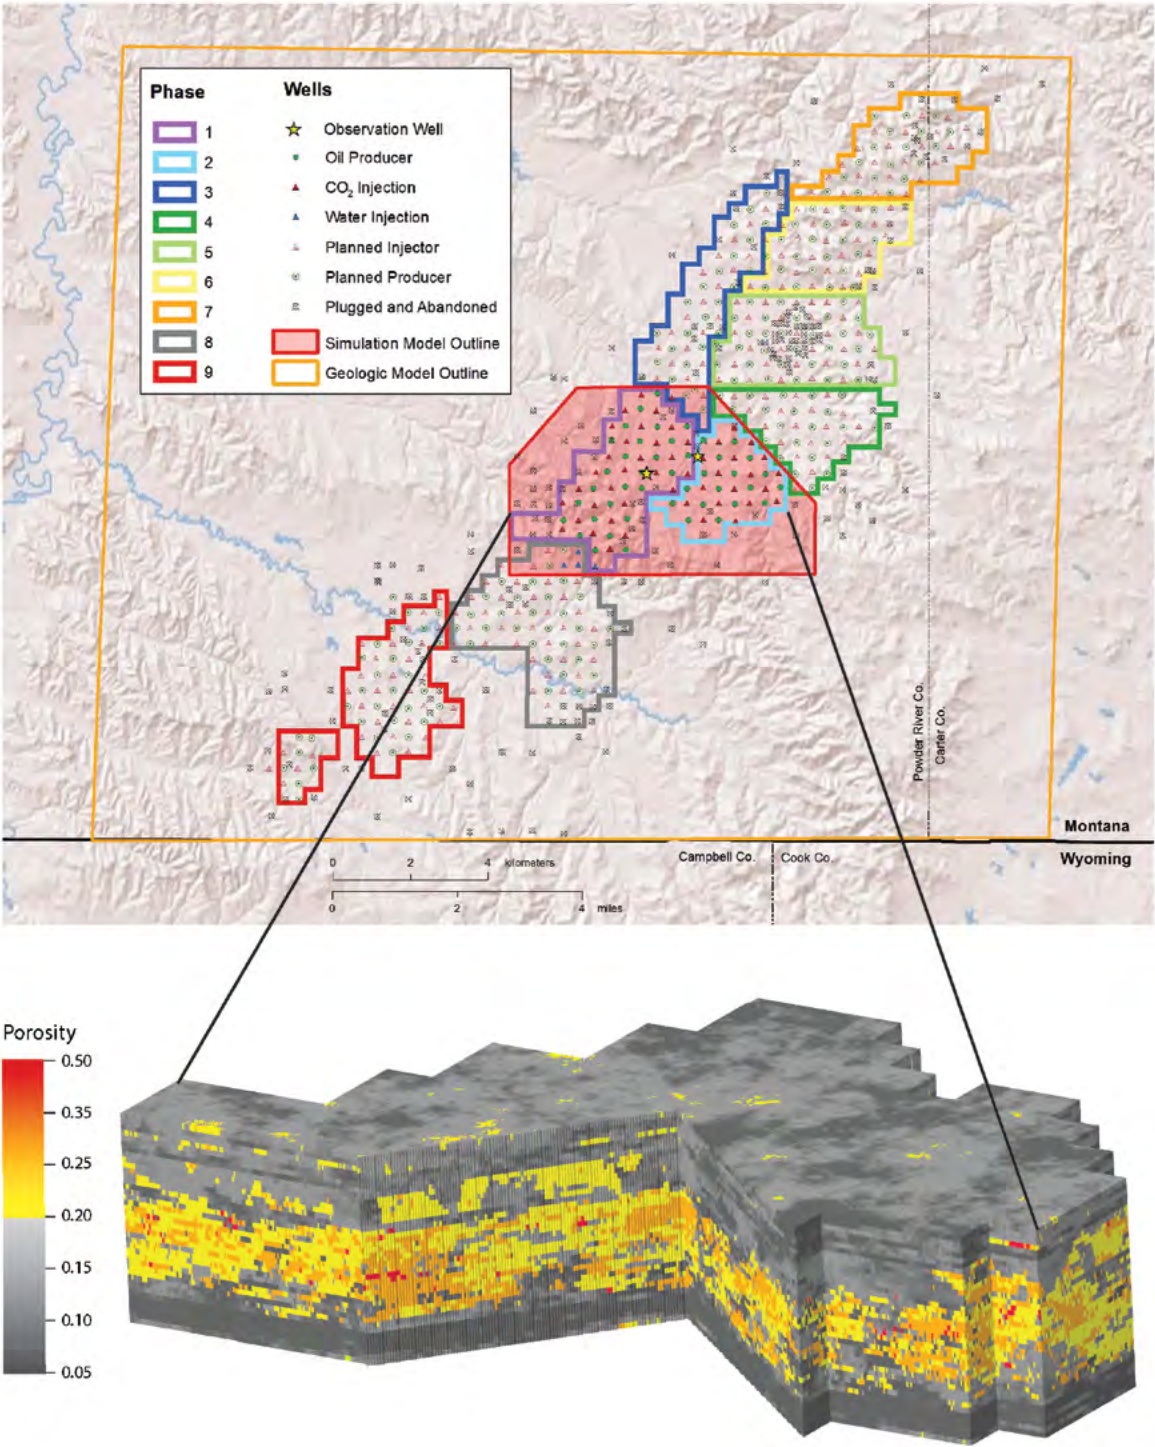 Phase
Wells
1
Observation Well
2
Oil Producer
3
CO₂ Injection
4
Water Injection
5
Planned Injector
6
Planned Producer
7
Plugged and Abandoned
8
Simulation Model Outline
9
Geologic Model Outline
Powder River Co.
Carter Co.
Montana
Wyoming
Campbell Co.
Cook Co.
0 2 4 kilometers
0 2 4 miles
Porosity
0.50
0.35
0.25
0.20
0.15
0.10
0.05